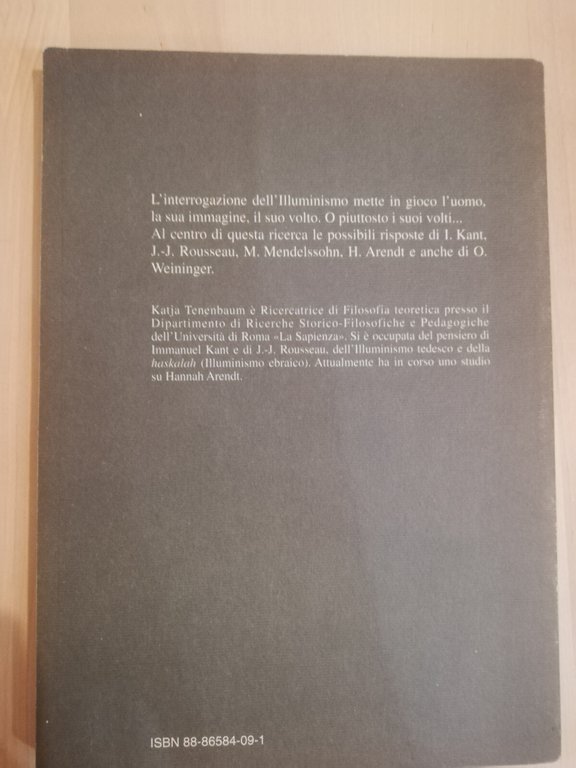 L'interrogazione dell'Illuminismo mette in gioco l'uomo,
la sua immagine, il suo volto. O piuttosto i suoi volti...
Al centro di questa ricerca le possibili risposte di I. Kant,
J.-J. Rousseau, M. Mendelssohn, H. Arendt e anche di O.
Weininger.
Katja Tenenbaum è Ricercatrice di Filosofia teoretica presso il
Dipartimento di Ricerche Storico-Filosofiche e Pedagogiche
dell'Università di Roma «La Sapienza». Si è occupata del pensiero di
Immanuel Kant e di J.-J. Rousseau, dell'Illuminismo tedesco e della
haskalah (Illuminismo ebraico). Attualmente ha in corso uno studio
su Hannah Arendt.
ISBN 88-86584-09-1